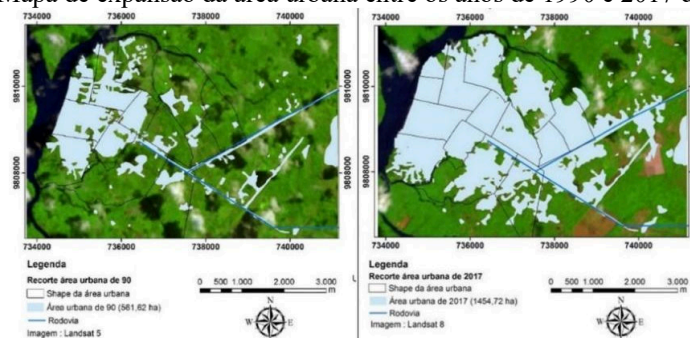 Mapa de expansão da área urbana entre os anos de 1990 e 2017 d
734000 736000 738000 740000
9810000
9808000
734000 736000 738000 740000
Legenda
Recorte área urbana de 90
Shape da área urbana
Área urbana de 90 (561,62 ha)
Rodovia
Imagem : Landsat 5
0 500 1.000 2.000 3.000
m
N
W E
S
734000 736000 738000 740000
9810000
9808000
734000 736000 738000 740000
Legenda
Recorte área urbana de 2017
Shape da área urbana
Área urbana de 2017 (1454,72 ha)
Rodovia
Imagem : Landsat 8
0 500 1.000 2.000 3.000
m
N
W E
S